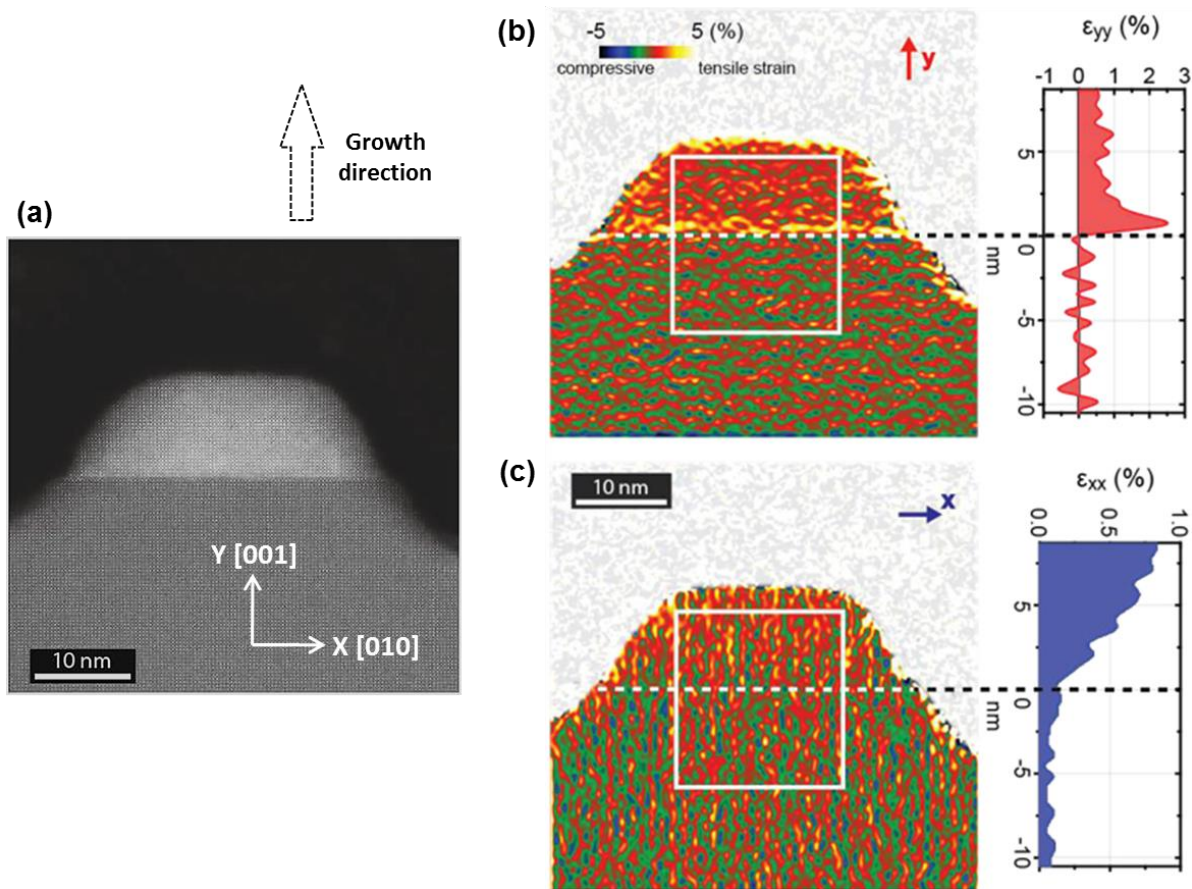 (a)
Growth
direction
Y [001]
X [010]
10 nm
(b)
-5 5 (%)
compressive tensile strain
y
εyy (%)
-1 0 1 2 3
5
0
nm
-5
-10
(c)
10 nm
x
εxx (%)
0.0 0.5 1.0
5
0
nm
-5
-10